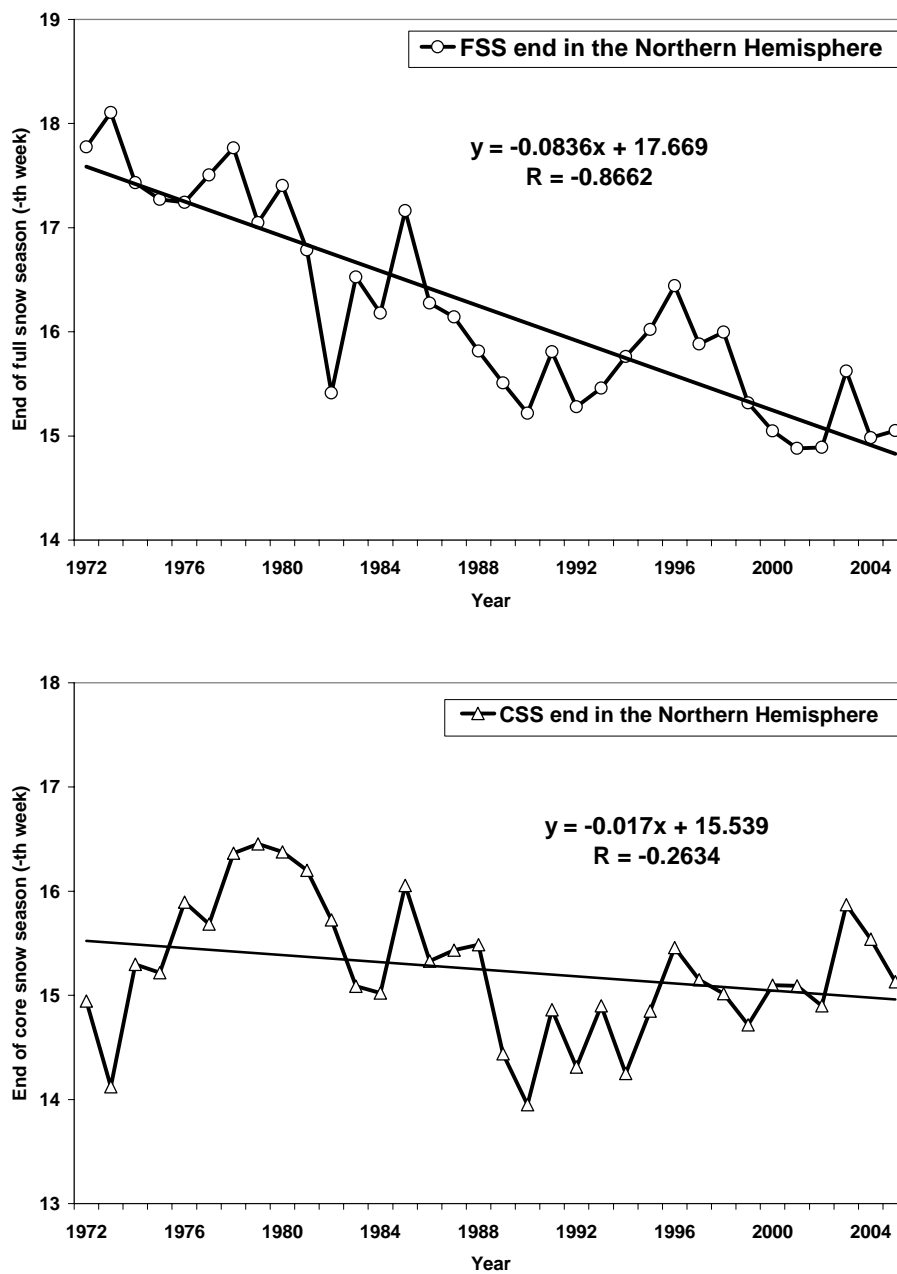 19
FSS end in the Northern Hemisphere
18
y = -0.0836x + 17.669
R = -0.8662
17
16
15
14
End of full snow season (-th week)
1972 1976 1980 1984 1988 1992 1996 2000 2004
Year
18
CSS end in the Northern Hemisphere
17
y = -0.017x + 15.539
R = -0.2634
16
15
14
13
End of core snow season (-th week)
1972 1976 1980 1984 1988 1992 1996 2000 2004
Year